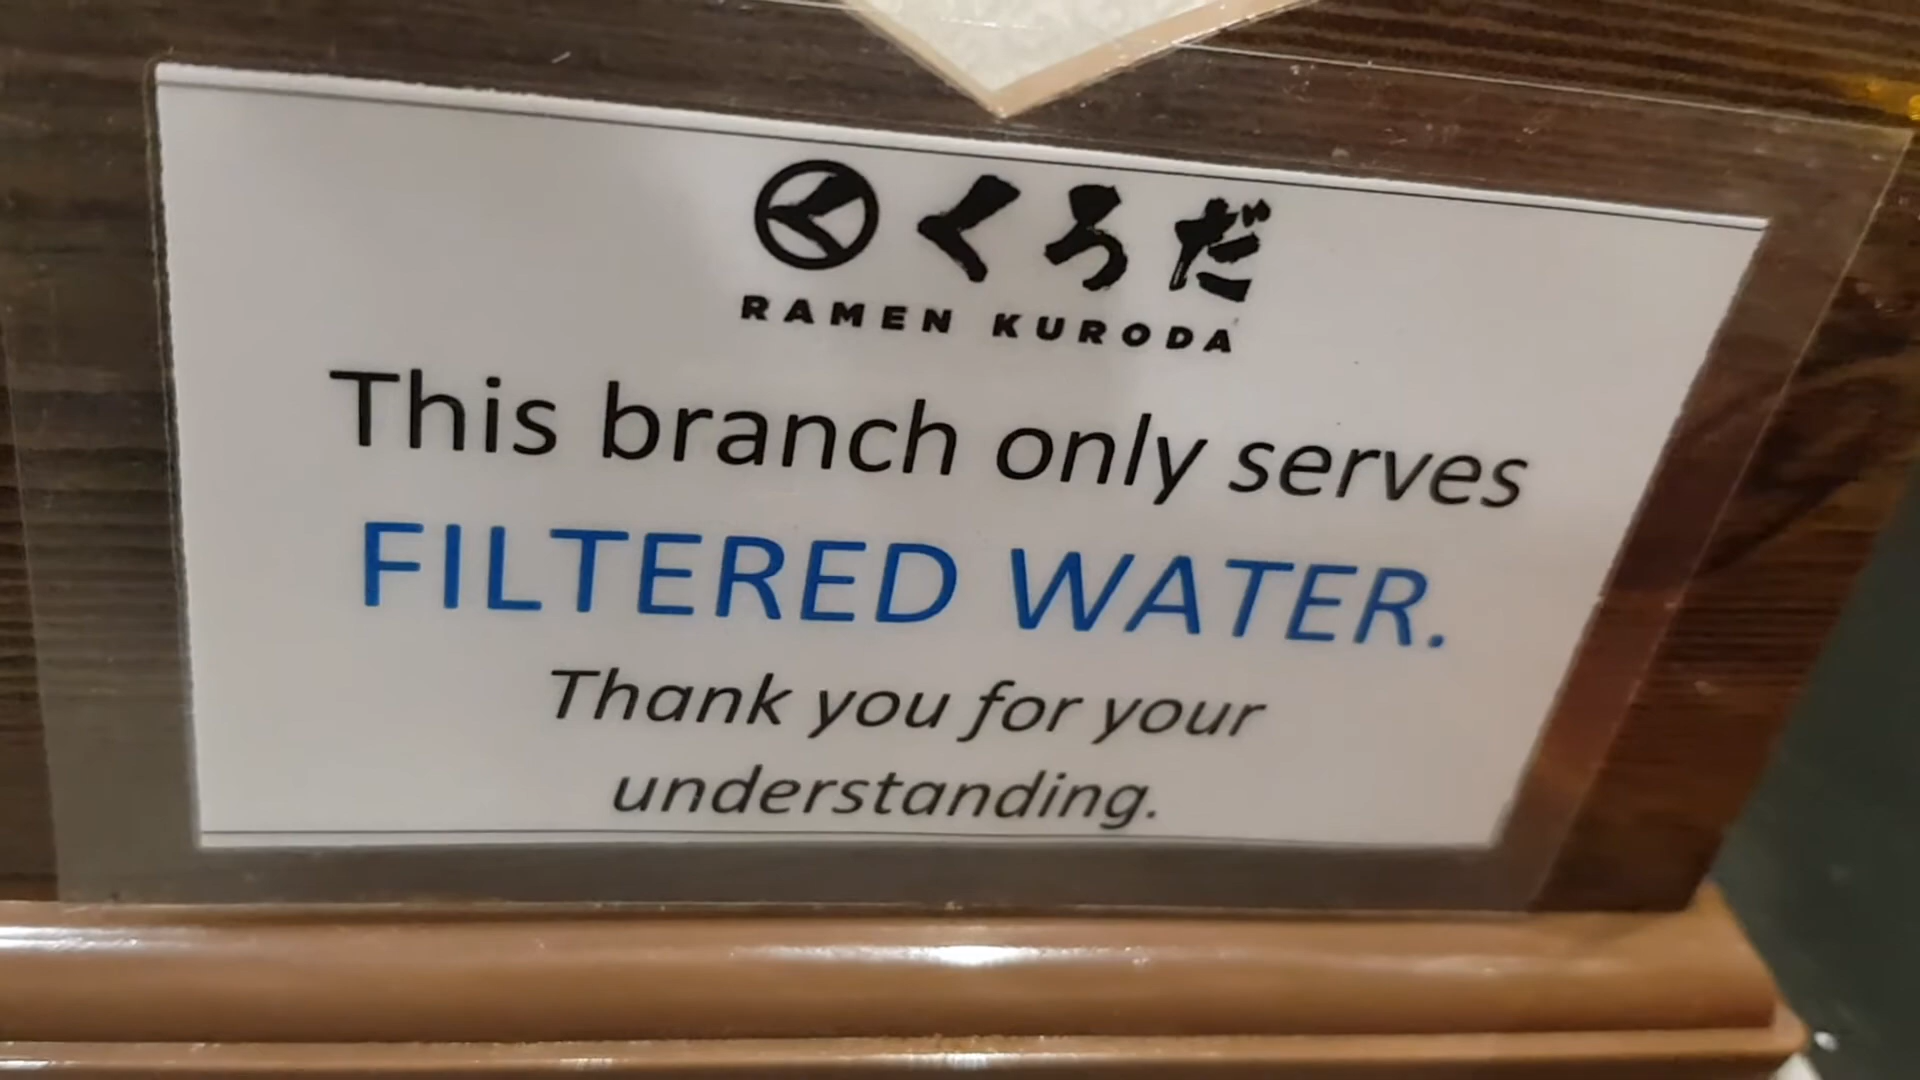 くろだ
RAMEN KURODA
This branch only serves
FILTERED WATER.
Thank you for your
understanding.